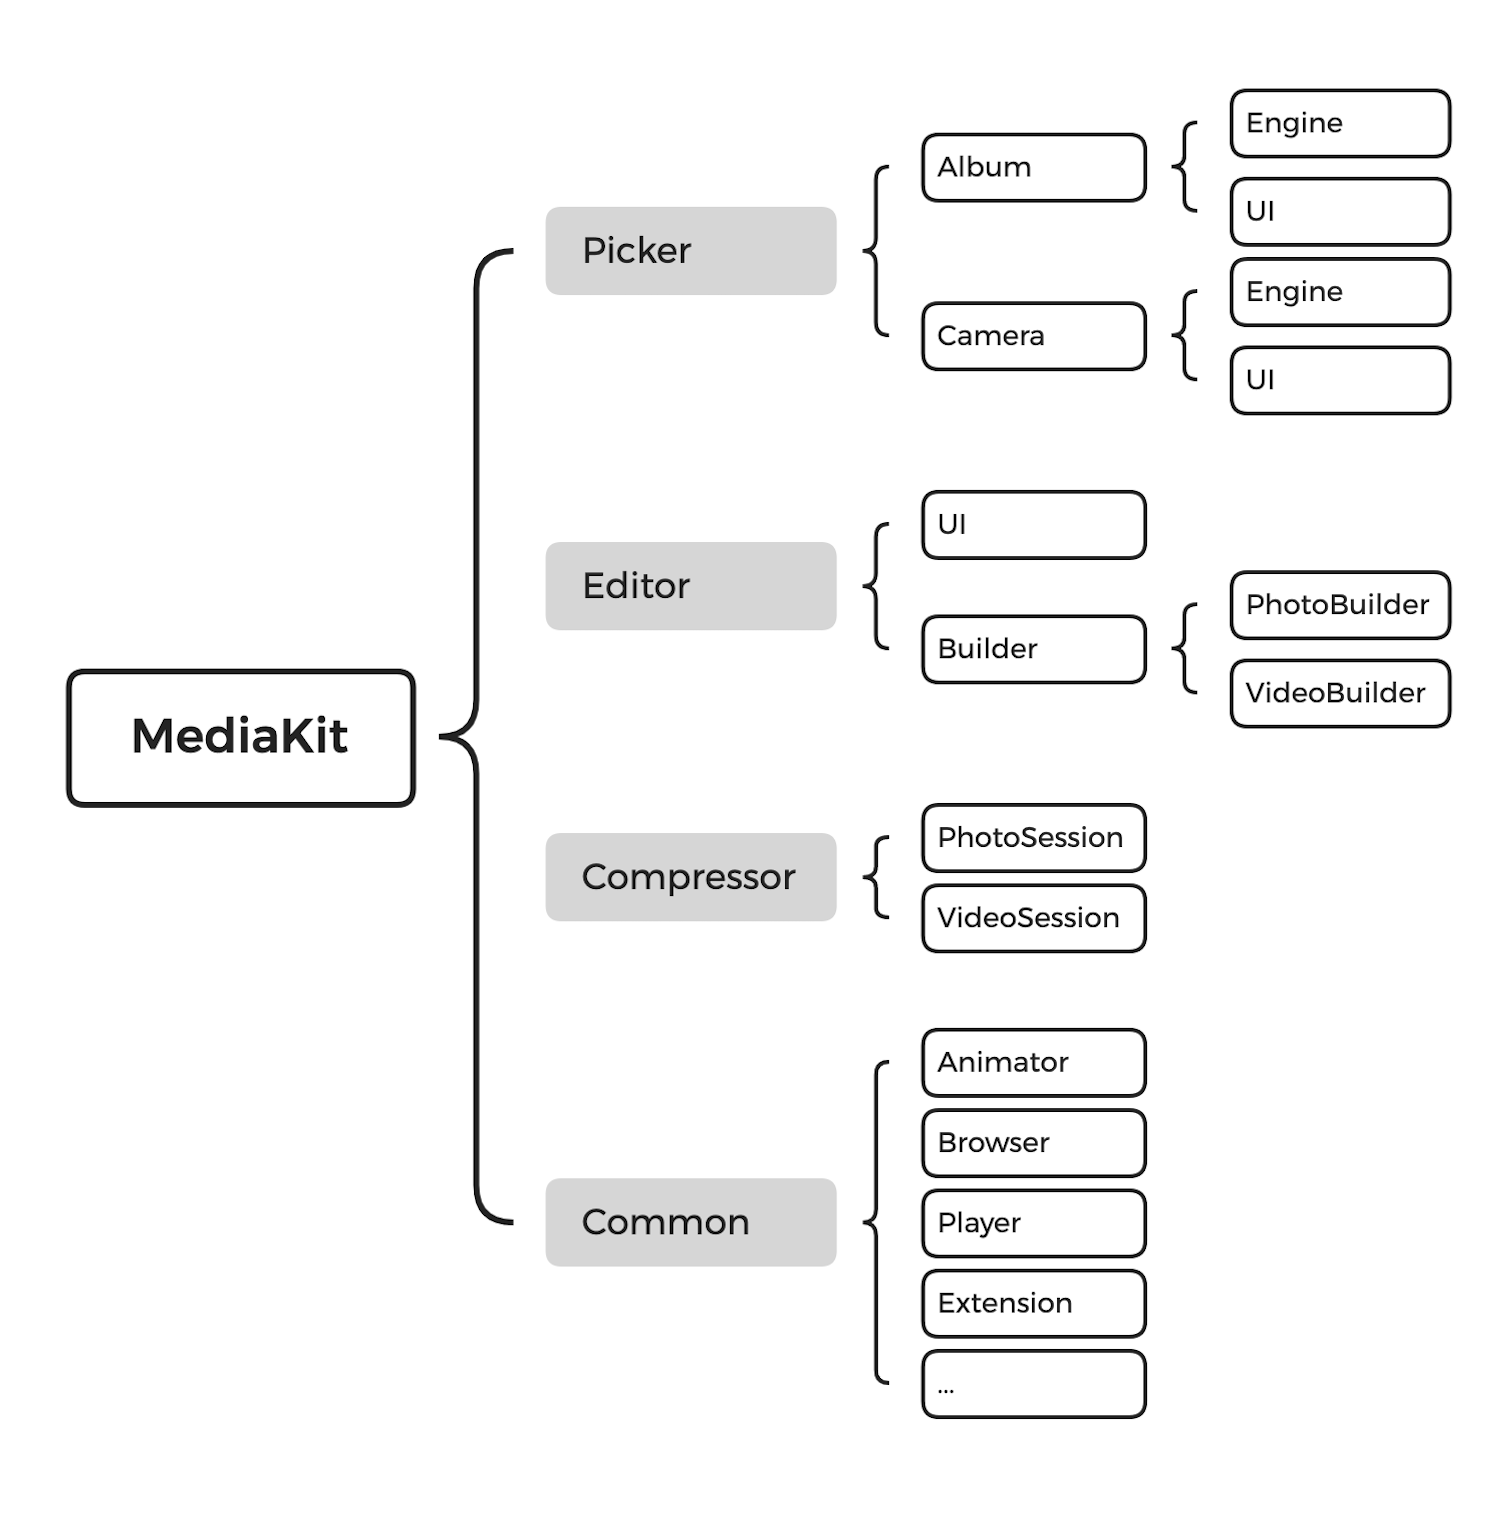 MediaKit
Picker
Album
Engine
UI
Camera
Engine
UI
Editor
UI
Builder
PhotoBuilder
VideoBuilder
Compressor
PhotoSession
VideoSession
Common
Animator
Browser
Player
Extension
...